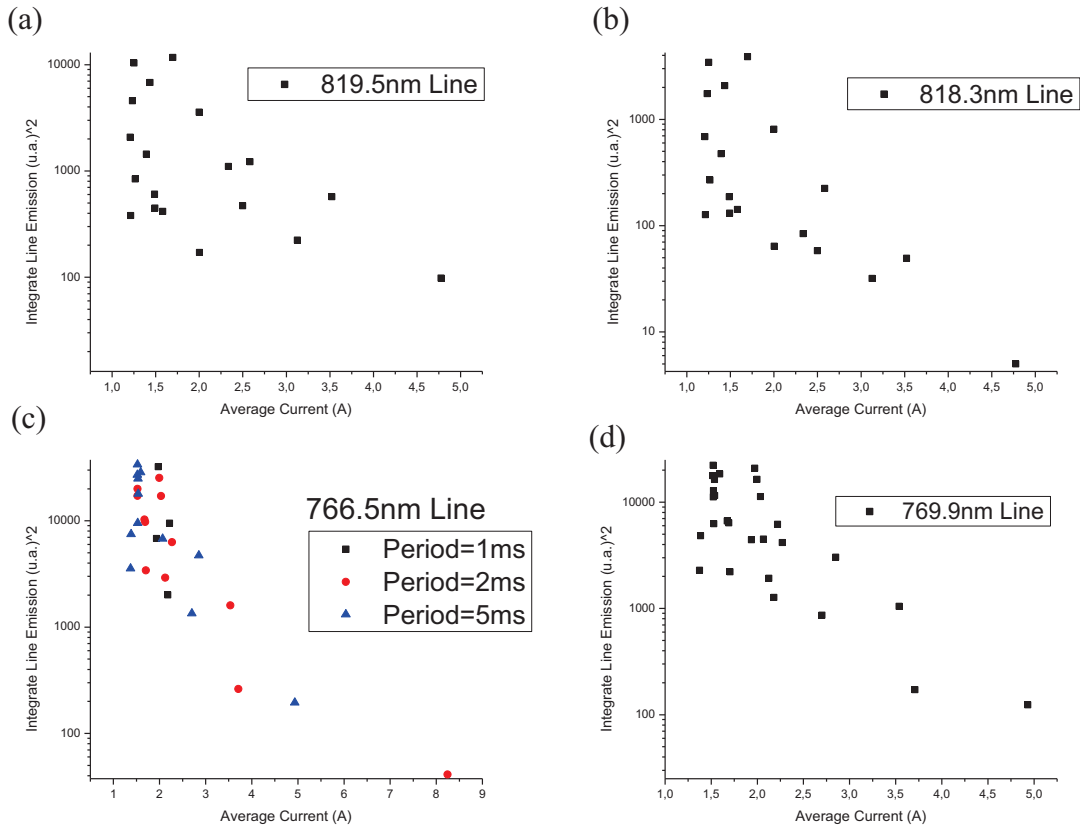 (a)
10000
1000
100
Integrate Line Emission (u.a.)^2
819.5nm Line
1,0 1,5 2,0 2,5 3,0 3,5 4,0 4,5 5,0
Average Current (A)
(b)
1000
100
10
Integrate Line Emission (u.a.)^2
818.3nm Line
1,0 1,5 2,0 2,5 3,0 3,5 4,0 4,5 5,0
Average Current (A)
(c)
10000
1000
100
Integrate Line Emission (u.a.)^2
766.5nm Line
Period=1ms
Period=2ms
Period=5ms
1 2 3 4 5 6 7 8 9
Average Current (A)
(d)
10000
1000
100
Integrate Line Emission (u.a.)^2
769.9nm Line
1,0 1,5 2,0 2,5 3,0 3,5 4,0 4,5 5,0
Average Current (A)